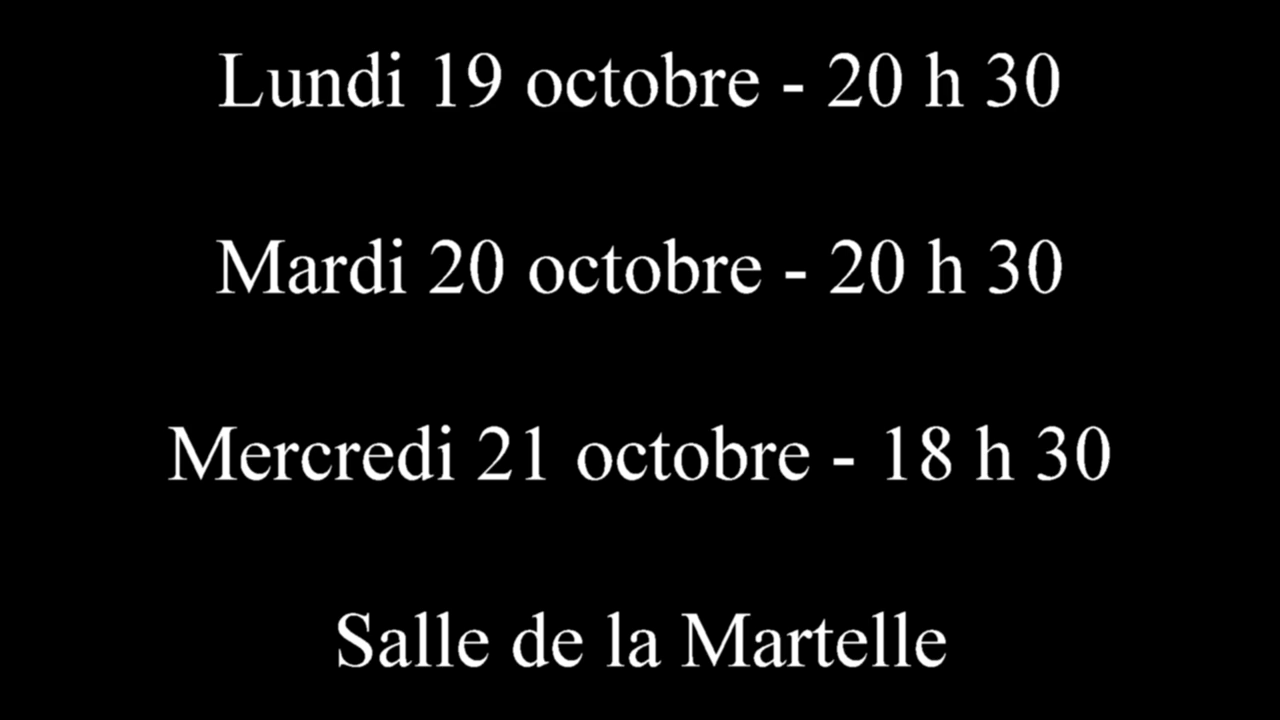 Lundi 19 octobre - 20 h 30
Mardi 20 octobre - 20 h 30
Mercredi 21 octobre - 18 h 30
Salle de la Martelle